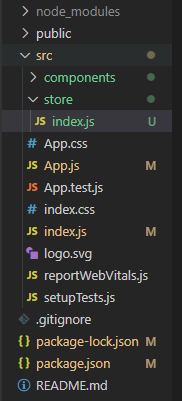 node_modules
public
src
components
store
JS index.js U
# App.css
JS App.js M
JS App.test.js
# index.css
JS index.js M
logo.svg
JS reportWebVitals.js
JS setupTests.js
.gitignore
{} package-lock.json M
{} package.json M
README.md